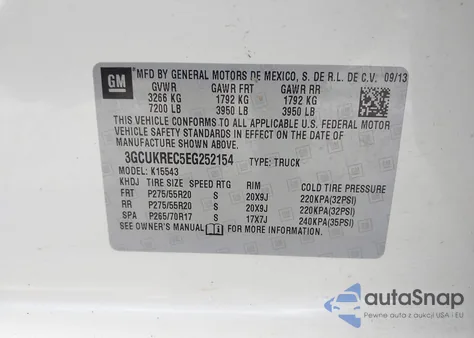 GM MFD BY GENERAL MOTORS DE MEXICO, S. DE R.L. DE C.V. 09/13
GVWR GAWR FRT GAWR RR
3266 KG 1792 KG 1792 KG
7200 LB 3950 LB 3950 LB
THIS VEHICLE CONFORMS TO ALL APPLICABLE U.S. FEDERAL MOTOR
VEHICLE SAFETY, BUMPER, AND THEFT PREVENTION
STANDARDS IN EFFECT ON THE DATE OF
MANUFACTURE SHOWN ABOVE.
3GCUKREC5EG252154 TYPE: TRUCK
MODEL: K15543
KHDJ TIRE SIZE SPEED RTG RIM COLD TIRE PRESSURE
FRT P275/55R20 S 20X9J 220KPA(32PSI)
RR P275/55R20 S 20X9J 220KPA(32PSI)
SPA P265/70R17 S 17X7J 240KPA(35PSI)
SEE OWNER'S MANUAL FOR MORE INFORMATION.
autoSnap
Pewne auta z aukcji USA i EU